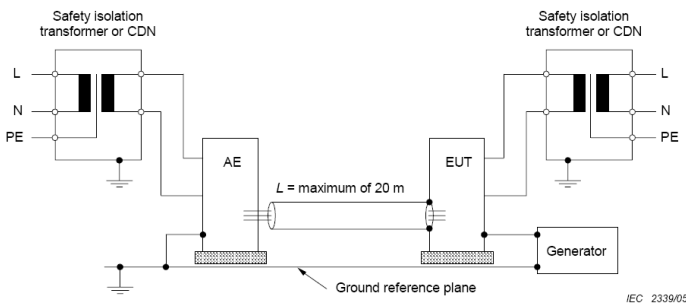 Safety isolation
transformer or CDN
Safety isolation
transformer or CDN
L
N
PE
L
N
PE
AE
EUT
L = maximum of 20 m
Generator
Ground reference plane
IEC 2339/05